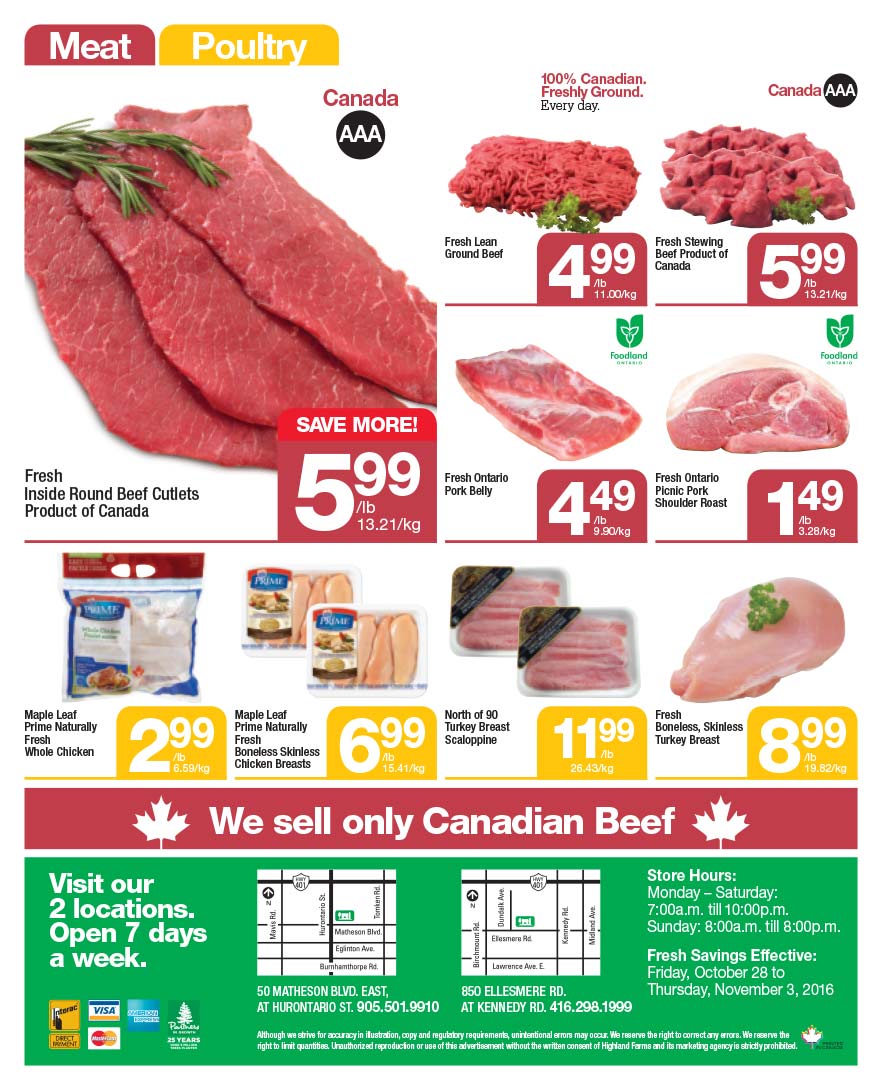 Meat
Poultry
Canada
AAA
100% Canadian.
Freshly Ground.
Every day.
Canada AAA
Fresh Lean
Ground Beef
4.99
/lb
11.00/kg
Fresh Stewing
Beef Product of
Canada
5.99
/lb
13.21/kg
Fresh
Inside Round Beef Cutlets
Product of Canada
SAVE MORE!
5.99
/lb
13.21/kg
Foodland
ONTARIO
Fresh Ontario
Pork Belly
4.49
/lb
9.90/kg
Foodland
ONTARIO
Fresh Ontario
Picnic Pork
Shoulder Roast
1.49
/lb
3.28/kg
PRIME
Whole Chicken
Maple Leaf
Prime Naturally
Fresh
Whole Chicken
2.99
/lb
6.59/kg
PRIME
PRIME
Maple Leaf
Prime Naturally
Fresh
Boneless Skinless
Chicken Breasts
6.99
/lb
15.41/kg
North of 90
Turkey Breast
Scaloppine
11.99
/lb
26.43/kg
Fresh
Boneless, Skinless
Turkey Breast
8.99
/lb
19.82/kg
We sell only Canadian Beef
Visit our
2 locations.
Open 7 days
a week.
Interac
DIRECT
PAYMENT
VISA
MasterCard
AMERICAN
EXPRESS
Partners
IN GROWTH
25 YEARS
HWY
401
N
Mavis Rd.
Hurontario St.
Tomken Rd.
Matheson Blvd.
Eglinton Ave.
Burnhamthorpe Rd.
50 MATHESON BLVD. EAST,
AT HURONTARIO ST. 905.501.9910
HWY
401
N
Birchmount Rd.
Dundalk Ave.
Kennedy Rd.
Midland Ave.
Ellesmere Rd.
Lawrence Ave. E.
850 ELLESMERE RD.
AT KENNEDY RD. 416.298.1999
Store Hours:
Monday – Saturday:
7:00a.m. till 10:00p.m.
Sunday: 8:00a.m. till 8:00p.m.
Fresh Savings Effective:
Friday, October 28 to
Thursday, November 3, 2016
Although we strive for accuracy in illustration, copy and regulatory requirements, unintentional errors may occur. We reserve the right to correct any errors. We reserve the
right to limit quantities. Unauthorized reproduction or use of this advertisement without the written consent of Highland Farms and its marketing agency is strictly prohibited.
PRINTED
IN CANADA